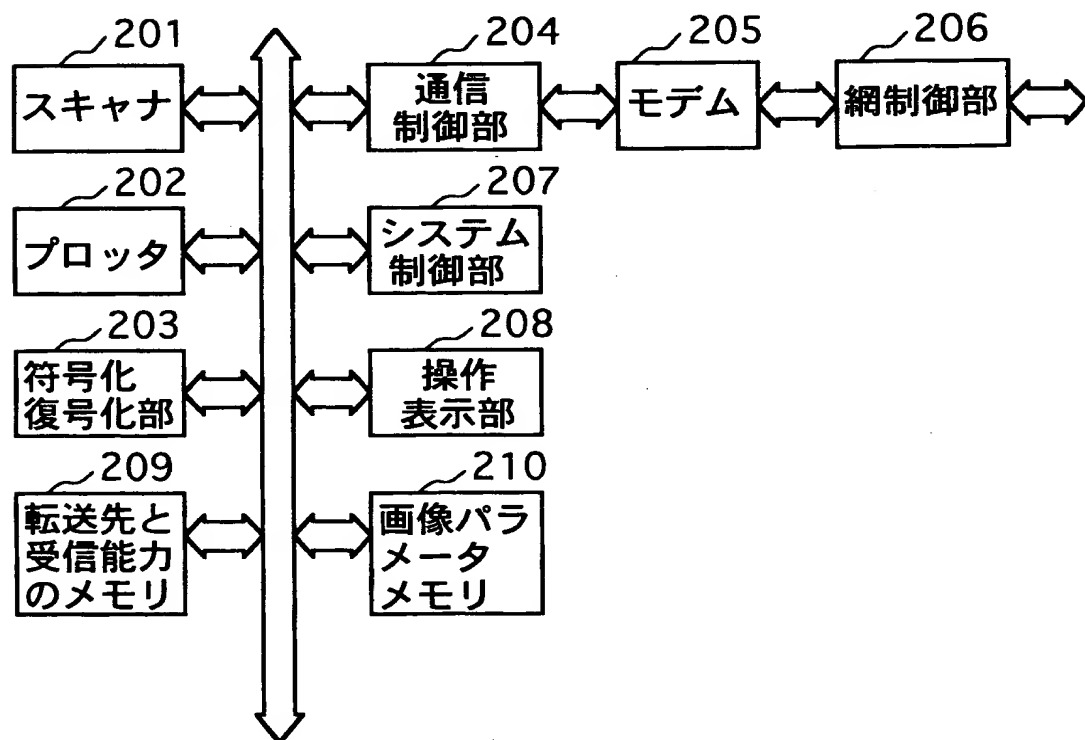 201
スキャナ
204
通信
制御部
205
モデム
206
網制御部
202
プロッタ
207
システム
制御部
203
符号化
復号化部
208
操作
表示部
209
転送先と
受信能力
のメモリ
210
画像パラ
メータ
メモリ